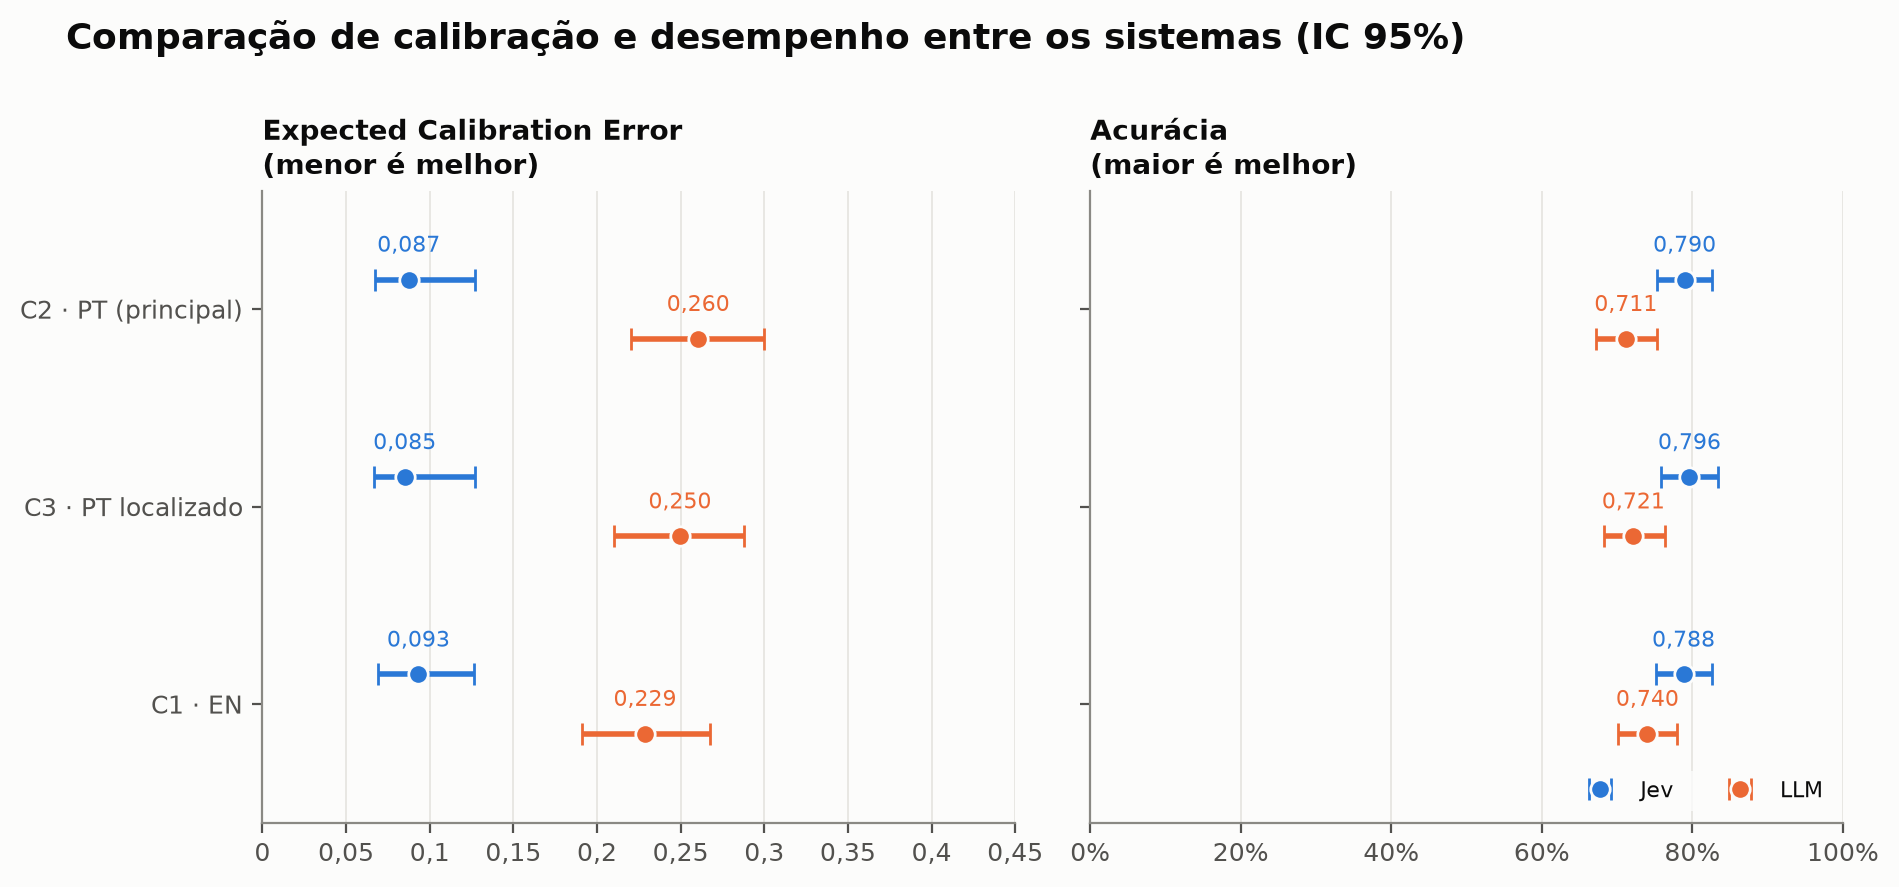 Comparação de calibração e desempenho entre os sistemas (IC 95%)
Expected Calibration Error
(menor é melhor)
C2 · PT (principal)
C3 · PT localizado
C1 · EN
0,087
0,260
0,085
0,250
0,093
0,229
0 0,05 0,1 0,15 0,2 0,25 0,3 0,35 0,4 0,45
Acurácia
(maior é melhor)
0,790
0,711
0,796
0,721
0,788
0,740
Jev LLM
0% 20% 40% 60% 80% 100%